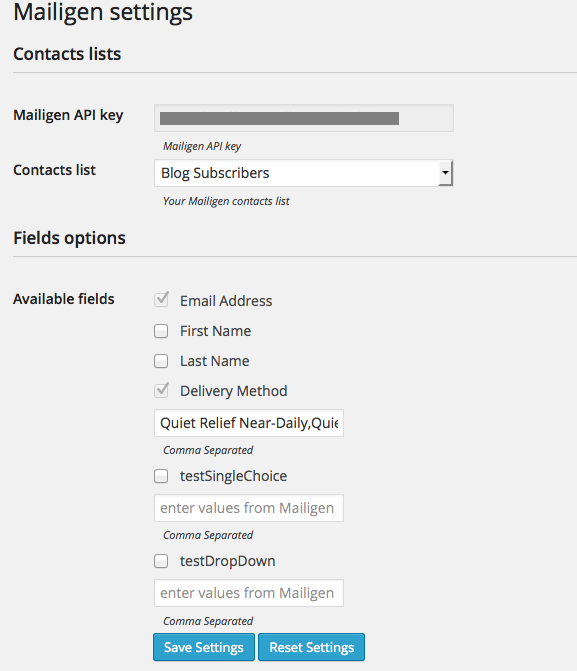 Mailigen settings
Contacts lists
Mailigen API key
Mailigen API key
Contacts list
Blog Subscribers
Your Mailigen contacts list
Fields options
Available fields
Email Address
First Name
Last Name
Delivery Method
Quiet Relief Near-Daily,Quie
Comma Separated
testSingleChoice
enter values from Mailigen
Comma Separated
testDropDown
enter values from Mailigen
Comma Separated
Save Settings Reset Settings